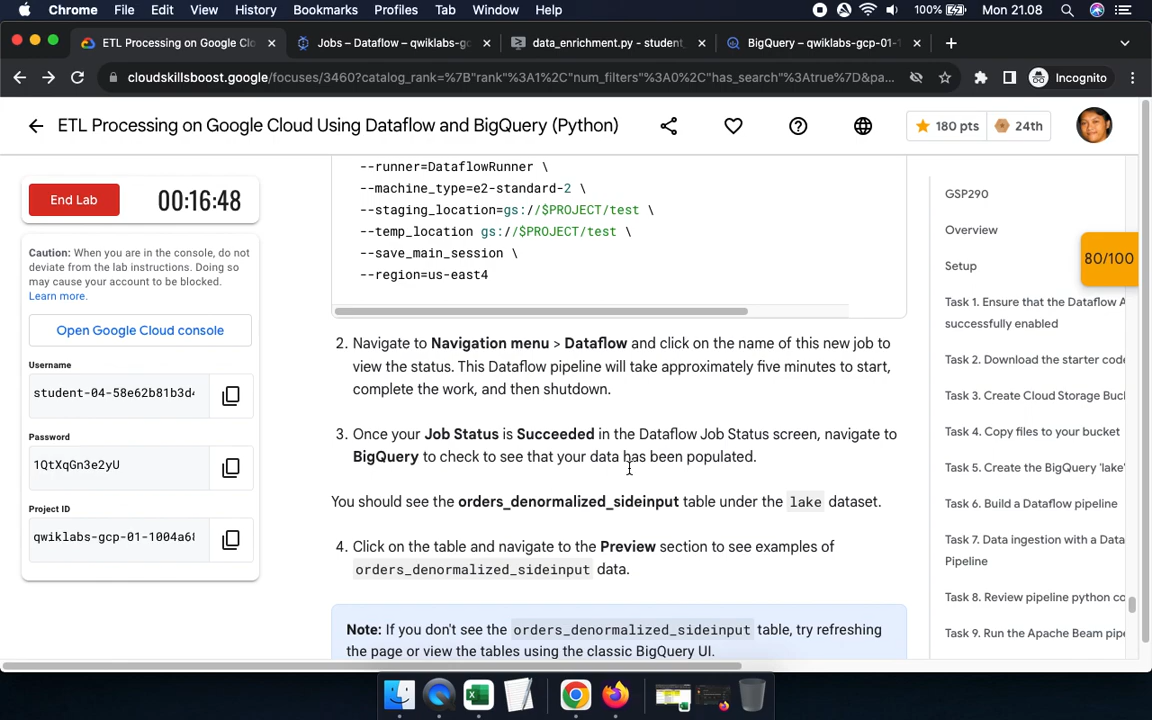 Chrome File Edit View History Bookmarks Profiles Tab Window Help 100% Mon 21.08
ETL Processing on Google Clo Jobs – Dataflow – qwiklabs-gc data_enrichment.py - student_ BigQuery – qwiklabs-gcp-01-1
cloudskillsboost.google/focuses/3460?catalog_rank=%7B"rank"%3A1%2C"num_filters"%3A0%2C"has_search"%3Atrue%7D&pa... Incognito
ETL Processing on Google Cloud Using Dataflow and BigQuery (Python) 180 pts 24th
End Lab 00:16:48
Caution: When you are in the console, do not
deviate from the lab instructions. Doing so
may cause your account to be blocked.
Learn more.
Open Google Cloud console
Username
student-04-58e62b81b3d4
Password
1QtXqGn3e2yU
Project ID
qwiklabs-gcp-01-1004a68
--runner=DataflowRunner \
--machine_type=e2-standard-2 \
--staging_location=gs://$PROJECT/test \
--temp_location gs://$PROJECT/test \
--save_main_session \
--region=us-east4
2. Navigate to Navigation menu > Dataflow and click on the name of this new job to
view the status. This Dataflow pipeline will take approximately five minutes to start,
complete the work, and then shutdown.
3. Once your Job Status is Succeeded in the Dataflow Job Status screen, navigate to
BigQuery to check to see that your data has been populated.
You should see the orders_denormalized_sideinput table under the lake dataset.
4. Click on the table and navigate to the Preview section to see examples of
orders_denormalized_sideinput data.
Note: If you don't see the orders_denormalized_sideinput table, try refreshing
the page or view the tables using the classic BigQuery UI.
GSP290
Overview
Setup
80/100
Task 1. Ensure that the Dataflow A
successfully enabled
Task 2. Download the starter code
Task 3. Create Cloud Storage Buc
Task 4. Copy files to your bucket
Task 5. Create the BigQuery 'lake'
Task 6. Build a Dataflow pipeline
Task 7. Data ingestion with a Data
Pipeline
Task 8. Review pipeline python co
Task 9. Run the Apache Beam pipe